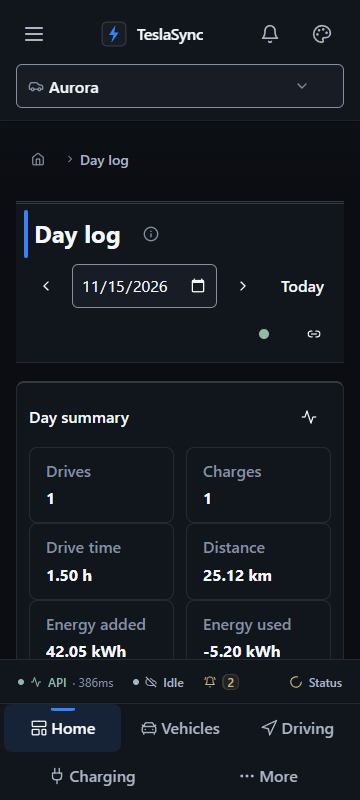 TeslaSync
Aurora
Day log
Day log
11/15/2026
Today
Day summary
Drives
1
Charges
1
Drive time
1.50 h
Distance
25.12 km
Energy added
42.05 kWh
Energy used
-5.20 kWh
API · 386ms
Idle
2
Status
Home
Vehicles
Driving
Charging
More